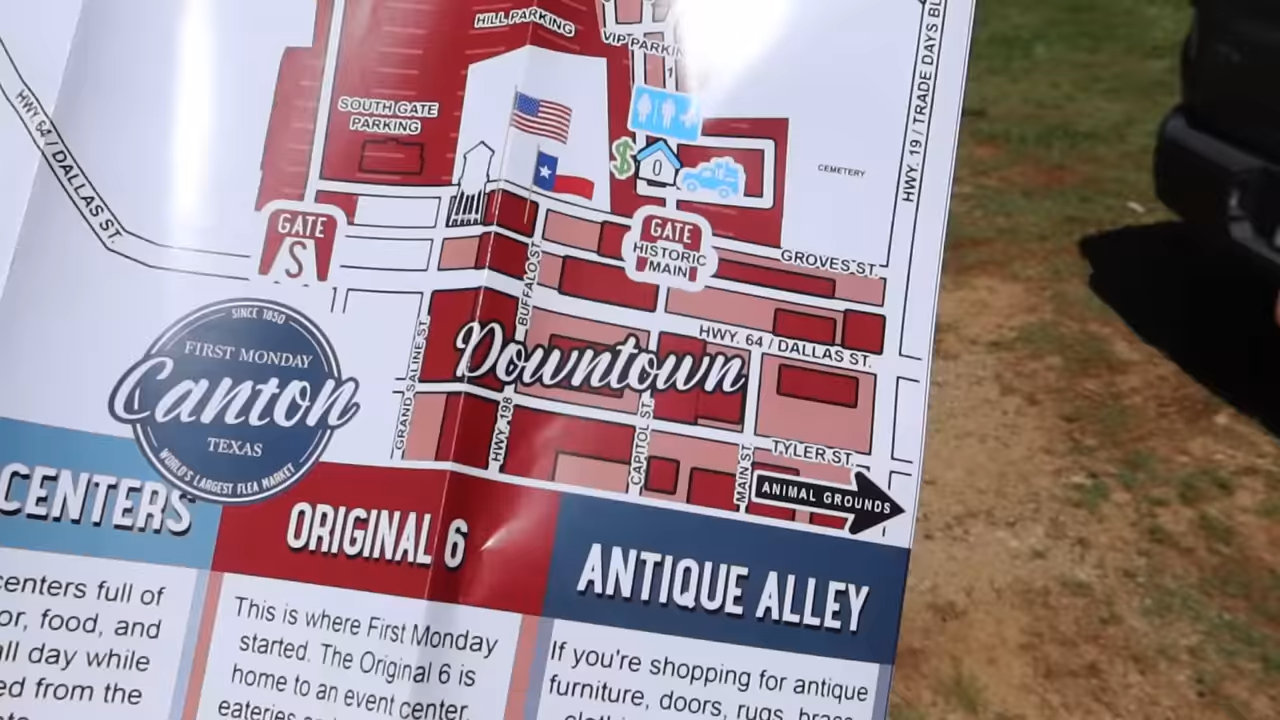 HILL PARKING
VIP PARKIN
1
SOUTH GATE
PARKING
HWY. 64 / DALLAS ST.
HWY. 19 / TRADE DAYS BL
$
0
CEMETERY
GATE
S
GATE
HISTORIC
MAIN
GROVES ST.
BUFFALO ST.
HWY. 64 / DALLAS ST.
Downtown
GRAND SALINE ST.
HWY. 198
CAPITOL ST.
MAIN ST.
TYLER ST.
ANIMAL GROUNDS
SINCE 1850
FIRST MONDAY
Canton
TEXAS
WORLD'S LARGEST FLEA MARKET
CENTERS
centers full of
or, food, and
all day while
ed from the
ORIGINAL 6
This is where First Monday
started. The Original 6 is
home to an event center,
eateries
ANTIQUE ALLEY
If you're shopping for antique
furniture, doors, rugs, brass